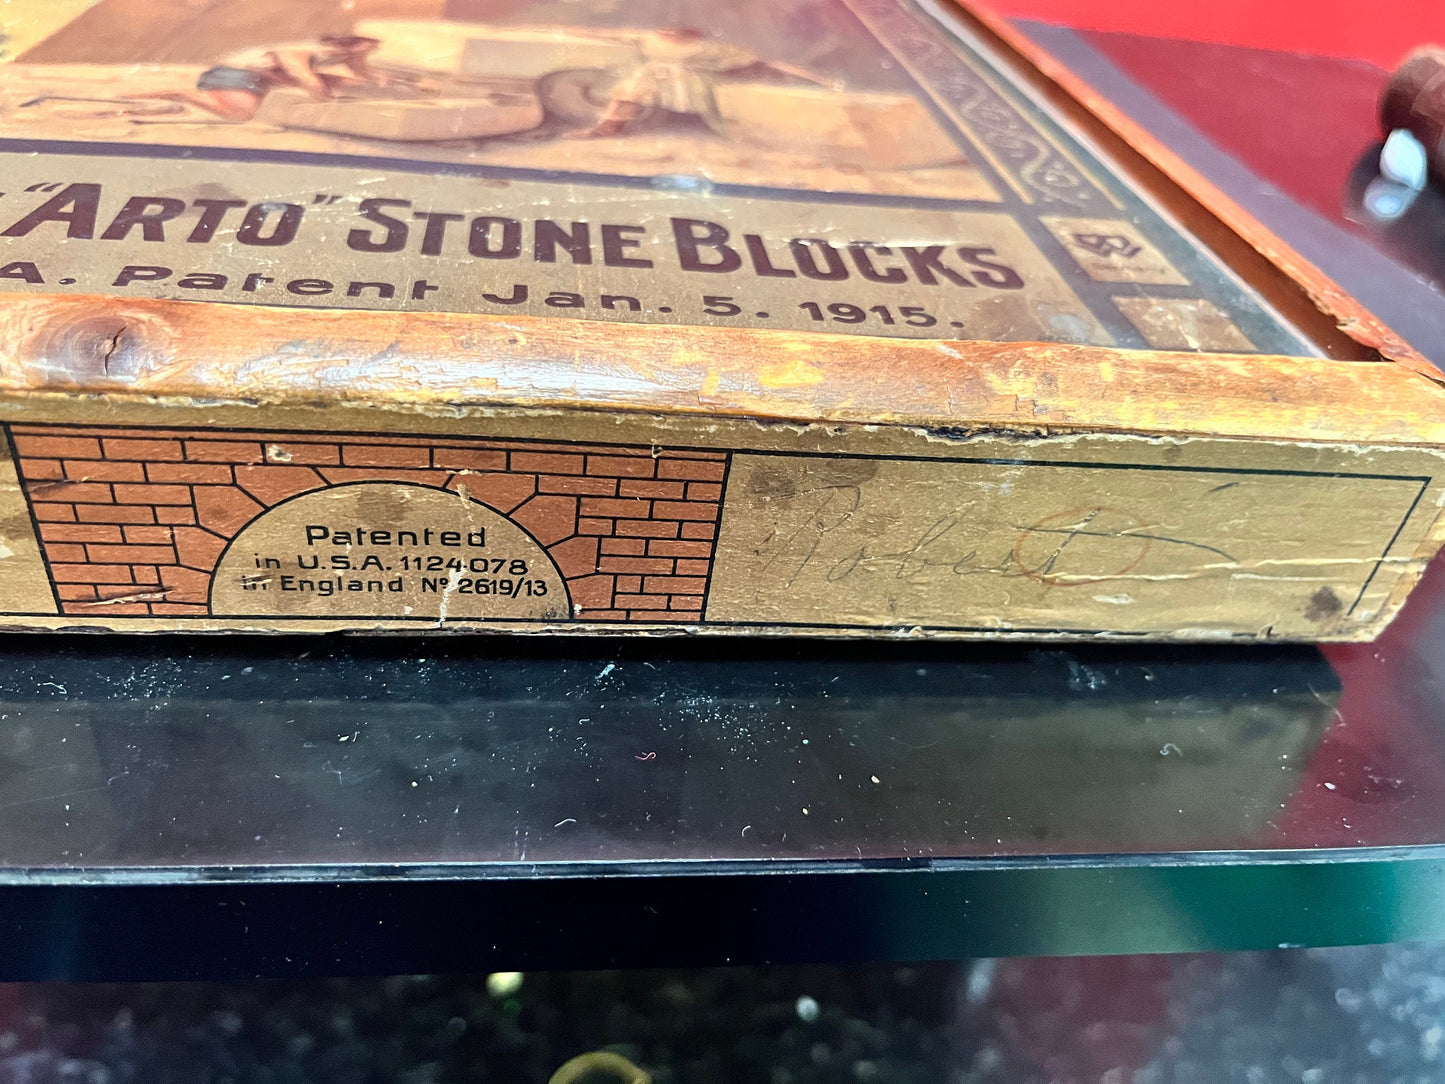 "ARTO" STONE BLOCKS
A. Patent Jan. 5. 1915.
Patented
in U.S.A. 1124078
in England Nº 2619/13
Robert